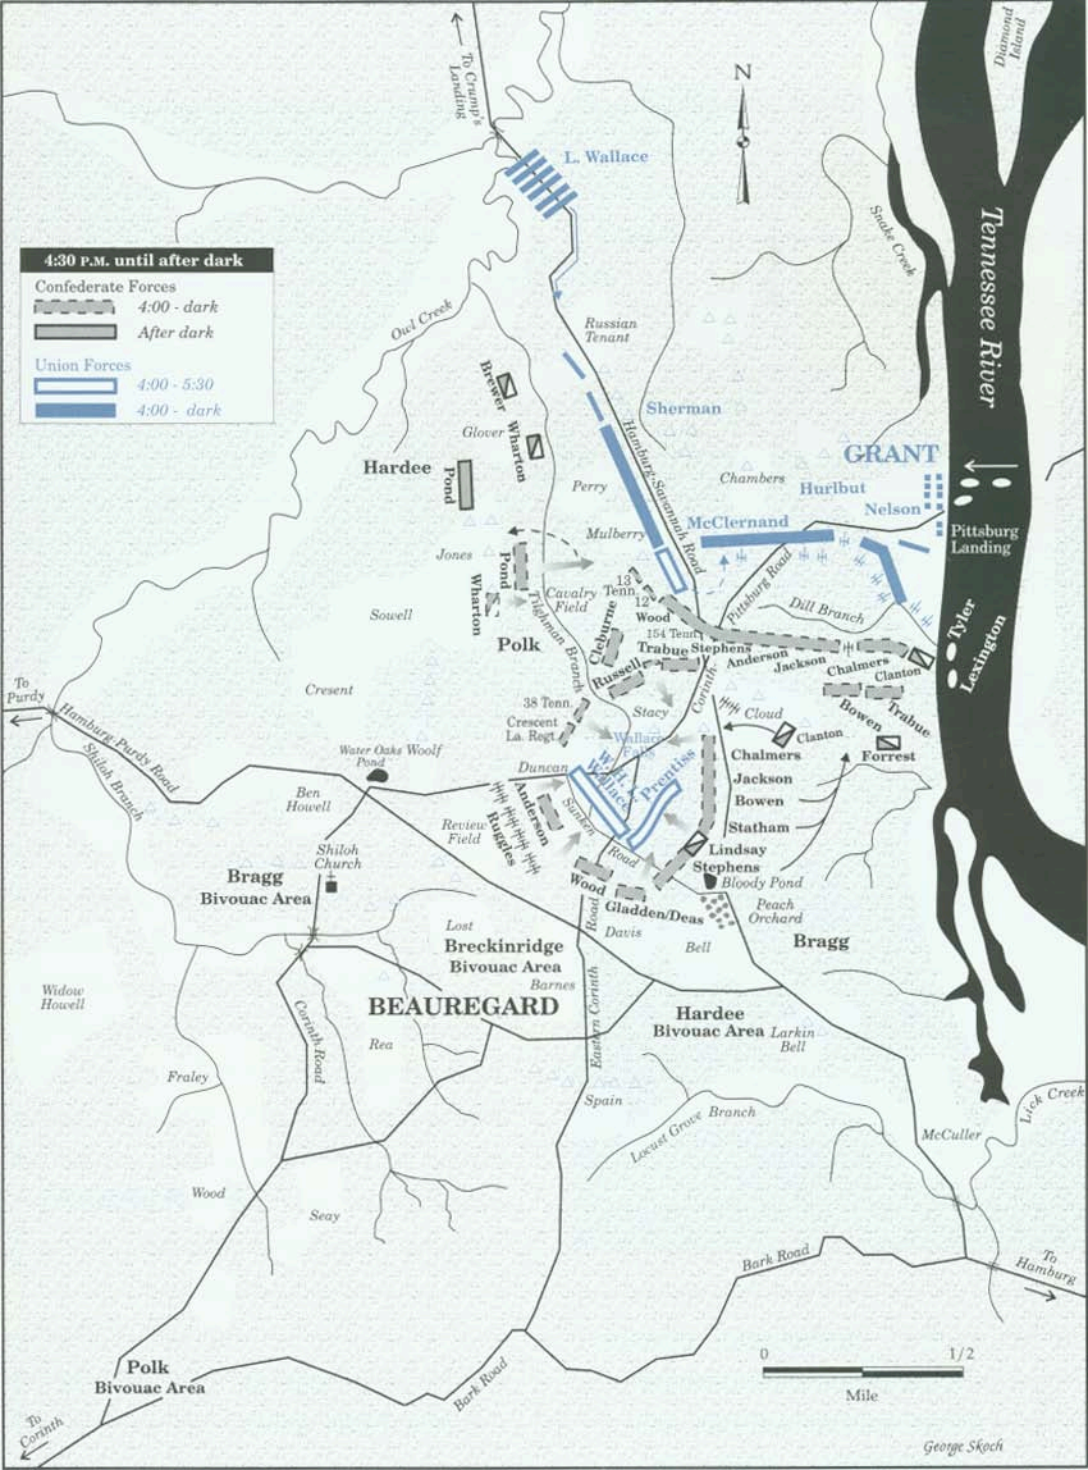 To Crump's
Landing
N
Diamond
Island
L. Wallace
Snake Creek
Tennessee River
4:30 P.M. until after dark
Confederate Forces
4:00 - dark
After dark
Union Forces
4:00 - 5:30
4:00 - dark
Owl Creek
Russian
Tenant
Brewer
Sherman
Glover
Wharton
Hamburg-Savannah Road
GRANT
Hardee
Pond
Perry
Chambers
Hurlbut
Nelson
McClernand
Mulberry
Pittsburg
Landing
Jones
Pond
Wharton
Cavalry
Field
13
Tenn.
12
Wood
Pittsburg Road
Dill Branch
Tyler
Lexington
Sowell
Polk
Tilghman Branch
Cleburne
154 Tenn.
Trabue
Stephens
Anderson
Jackson
Chalmers
Clanton
Russell
To
Purdy
Cresent
38 Tenn.
Crescent
La. Regt.
Stacy
Corinth
Bowen
Trabue
Cloud
Clanton
Forrest
Hamburg-Purdy Road
Shiloh Branch
Water Oaks
Pond
Woolf
Duncan
Wallace
Falls
W. H. L.
Wallace
Prentiss
Chalmers
Jackson
Bowen
Statham
Lindsay
Stephens
Ben
Howell
Review
Field
Anderson
Ruggles
Sunken
Road
Shiloh
Church
Bragg
Bivouac Area
Wood
Gladden/Deas
Bloody Pond
Peach
Orchard
Bragg
Road
Lost
Davis
Bell
Breckinridge
Bivouac Area
Barnes
Widow
Howell
BEAUREGARD
Hardee
Bivouac Area
Larkin
Bell
Corinth Road
Rea
Eastern Corinth
Fraley
Spain
Locust Grove Branch
Lick Creek
McCuller
Wood
Seay
Bark Road
To
Hamburg
Polk
Bivouac Area
Bark Road
0
1/2
Mile
To
Corinth
George Skoch